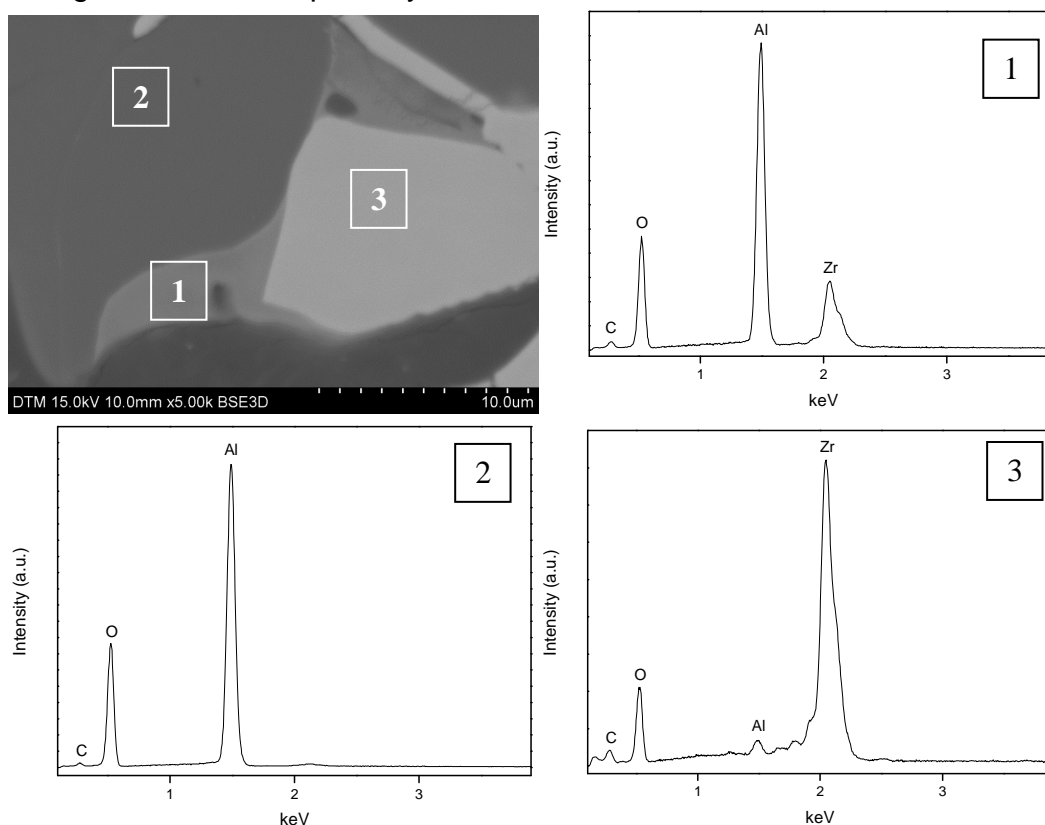 2
3
1
DTM 15.0kV 10.0mm x5.00k BSE3D 10.0um
Intensity (a.u.)
C
O
Al
Zr
1
1
2
3
keV
Intensity (a.u.)
C
O
Al
2
1
2
3
keV
Intensity (a.u.)
C
O
Al
Zr
3
1
2
3
keV